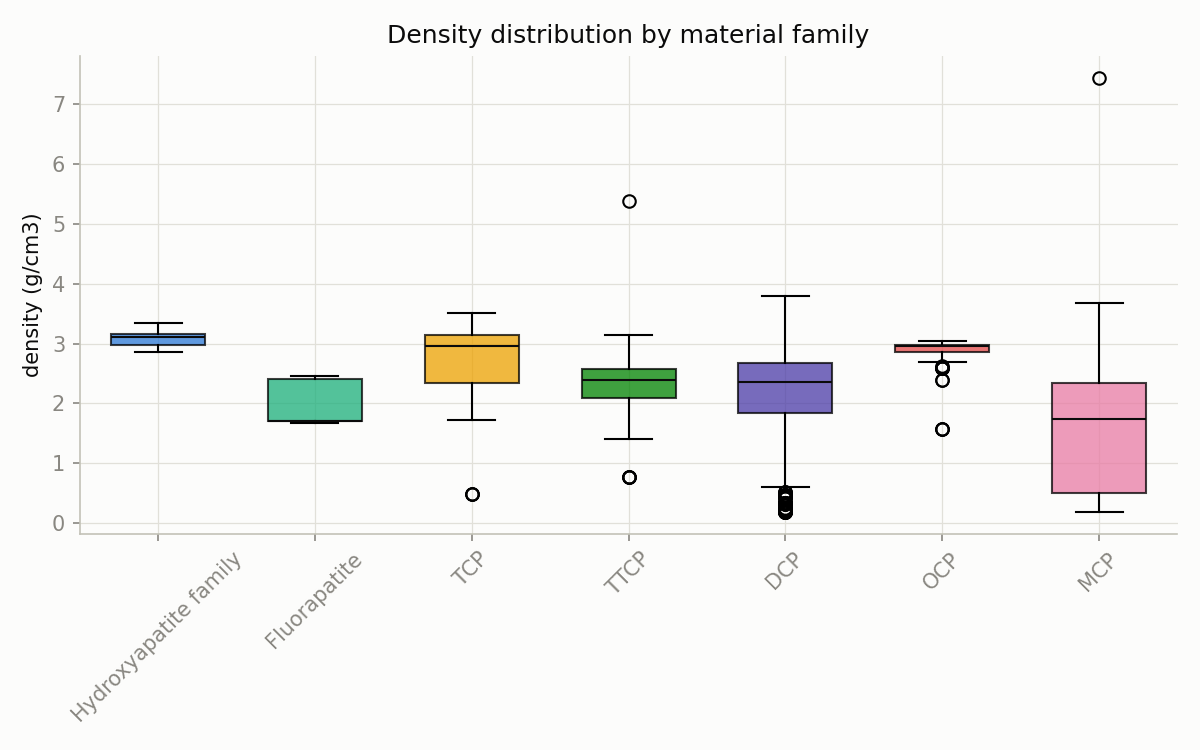 Density distribution by material family
density (g/cm3)
7
6
5
4
3
2
1
0
Hydroxyapatite family
Fluorapatite
TCP
TTCP
DCP
OCP
MCP